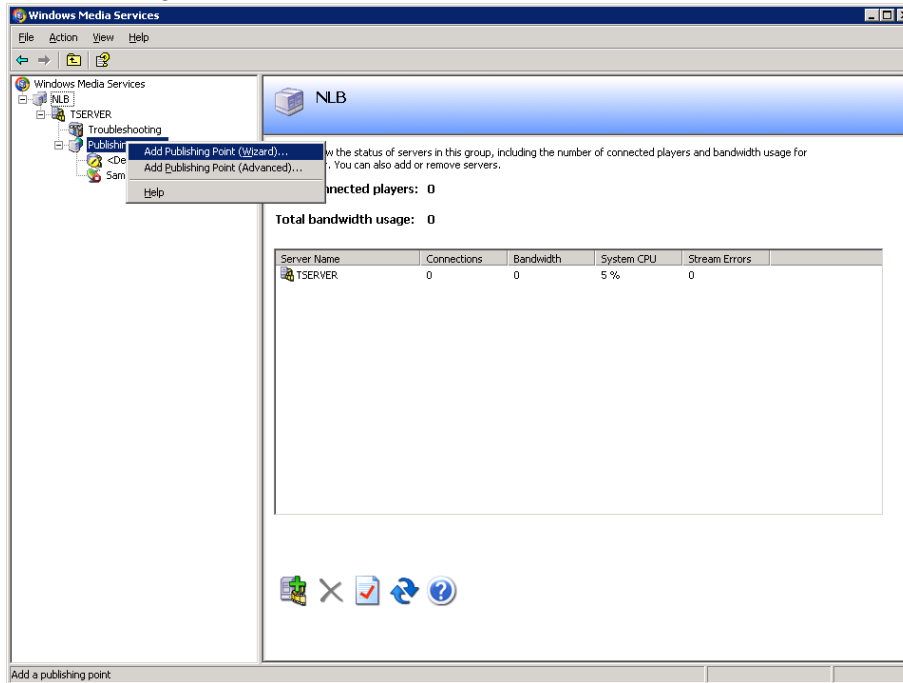 Windows Media Services
File Action View Help
Windows Media Services
NLB
TSERVER
Troubleshooting
Publishin
<De
Sam
Add Publishing Point (Wizard)...
Add Publishing Point (Advanced)...
Help
NLB
w the status of servers in this group, including the number of connected players and bandwidth usage for
. You can also add or remove servers.
nnected players: 0
Total bandwidth usage: 0
Server Name Connections Bandwidth System CPU Stream Errors
TSERVER 0 0 5 % 0
Add a publishing point